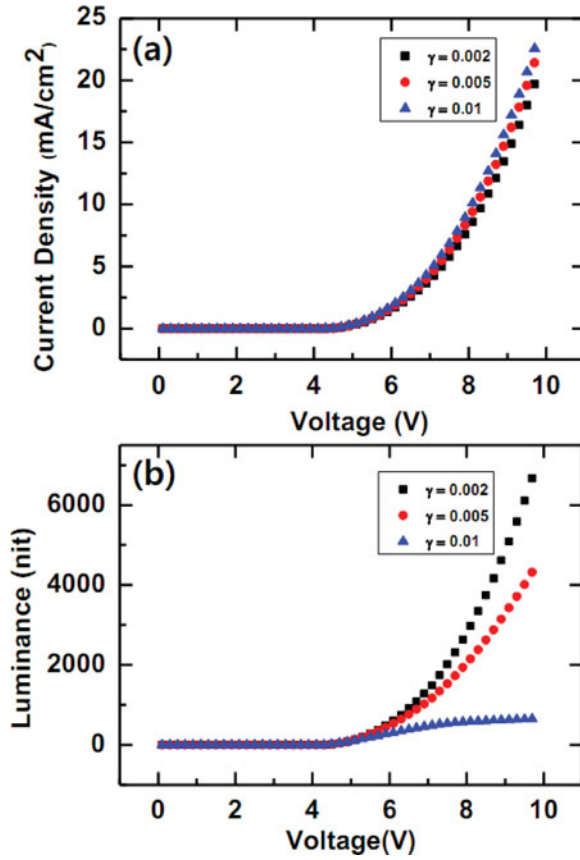 (a)
25
20
15
10
5
0
Current Density (mA/cm²)
γ = 0.002
γ = 0.005
γ = 0.01
0 2 4 6 8 10
Voltage (V)
(b)
6000
4000
2000
0
Luminance (nit)
γ = 0.002
γ = 0.005
γ = 0.01
0 2 4 6 8 10
Voltage(V)